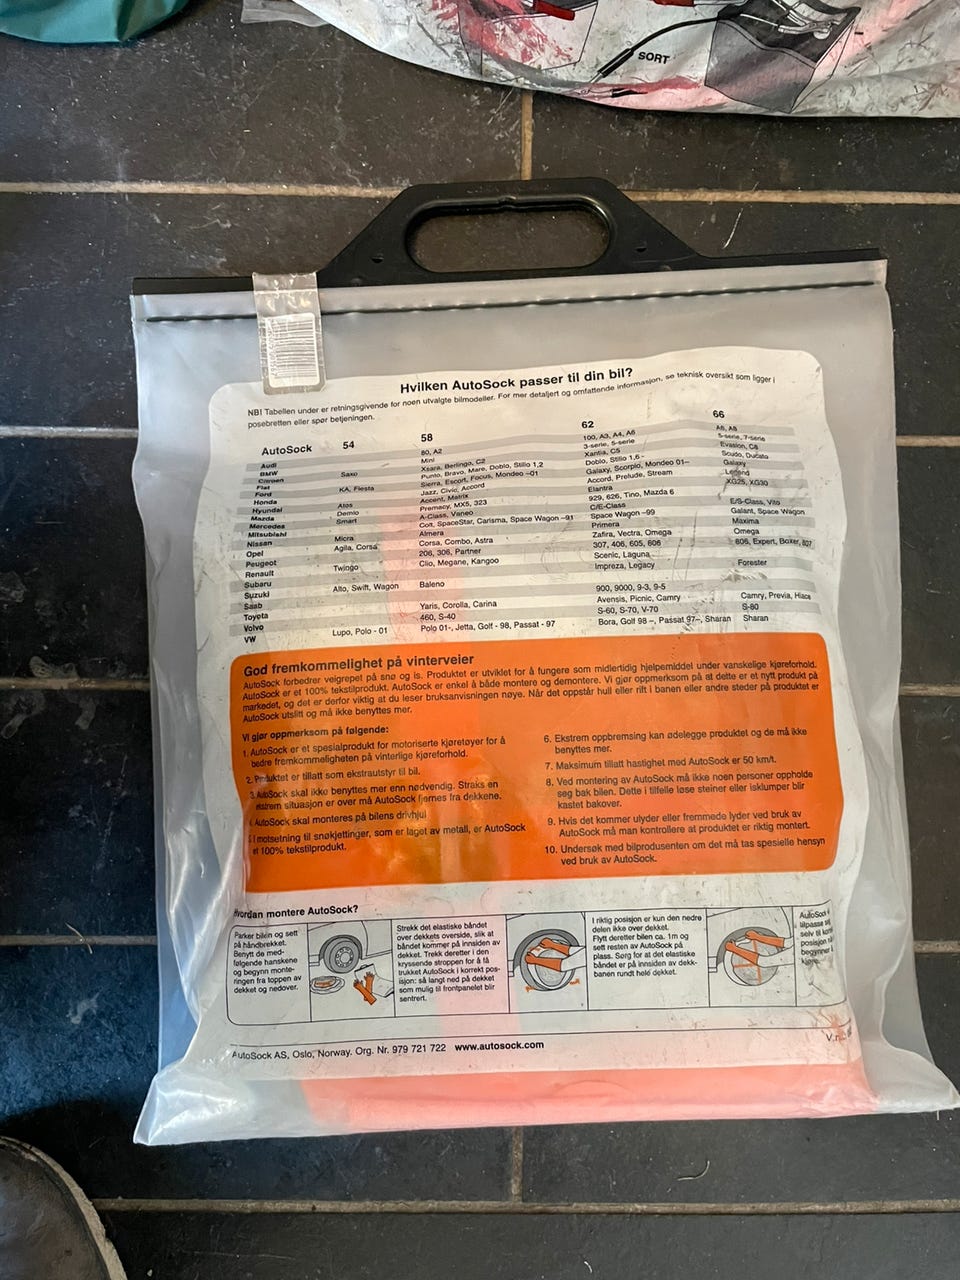 SORT
Hvilken AutoSock passer til din bil?
NB! Tabellen under er retningsgivende for noen utvalgte bilmodeller. For mer detaljert og omfattende informasjon, se teknisk oversikt som ligger i
posebretten eller spør betjeningen.
AutoSock 54 58 62 66
Audi 80, A2 100, A3, A4, A6 A6, A8
BMW Mini 3-serie, 5-serie 5-serie, 7-serie
Citroen Saxo Xsara, Berlingo, C2 Xantia, C5 Evasion, C8
Fiat Punto, Bravo, Mare, Doblo, Stilo 1,2 Doblo, Stilo 1,6 - Scudo, Ducato
Ford KA, Fiesta Sierra, Escort, Focus, Mondeo -01 Galaxy, Scorpio, Mondeo 01– Galaxy
Honda Jazz, Civic, Accord Accord, Prelude, Stream Legend
Hyundai Atos Accent, Matrix Elantra XG25, XG30
Mazda Demio Premacy, MX5, 323 929, 626, Tino, Mazda 6
Mercedes Smart A-Class, Vaneo C/E-Class E/S-Class, Vito
Mitsubishi Colt, SpaceStar, Carisma, Space Wagon –91 Space Wagon –99 Galant, Space Wagon
Nissan Micra Almera Primera Maxima
Opel Agila, Corsa Corsa, Combo, Astra Zafira, Vectra, Omega Omega
Peugeot 206, 306, Partner 307, 406, 605, 606 806, Expert, Boxer, 807
Renault Twingo Clio, Megane, Kangoo Scenic, Laguna
Subaru Impreza, Legacy Forester
Suzuki Alto, Swift, Wagon Baleno
Saab 900, 9000, 9-3, 9-5
Toyota Yaris, Corolla, Carina Avensis, Picnic, Camry Camry, Previa, Hiace
Volvo 460, S-40 S-60, S-70, V-70 S-80
VW Lupo, Polo - 01 Polo 01-, Jetta, Golf - 98, Passat - 97 Bora, Golf 98 –, Passat 97–, Sharan Sharan
God fremkommelighet på vinterveier
AutoSock forbedrer veigrepet på snø og is. Produktet er utviklet for å fungere som midlertidig hjelpemiddel under vanskelige kjøreforhold.
AutoSock er et 100% tekstilprodukt. AutoSock er enkel å både montere og demontere. Vi gjør oppmerksom på at dette er et nytt produkt på
markedet, og det er derfor viktig at du leser bruksanvisningen nøye. Når det oppstår hull eller rift i banen eller andre steder på produktet er
AutoSock utslitt og må ikke benyttes mer.
Vi gjør oppmerksom på følgende:
1. AutoSock er et spesialprodukt for motoriserte kjøretøyer for å
bedre fremkommeligheten på vinterlige kjøreforhold.
2. Produktet er tillatt som ekstrautstyr til bil.
3. AutoSock skal ikke benyttes mer enn nødvendig. Straks en
ekstrem situasjon er over må AutoSock fjernes fra dekkene.
4. AutoSock skal monteres på bilens drivhjul
5. I motsetning til snøkjettinger, som er laget av metall, er AutoSock
et 100% tekstilprodukt.
6. Ekstrem oppbremsing kan ødelegge produktet og de må ikke
benyttes mer.
7. Maksimum tillatt hastighet med AutoSock er 50 km/t.
8. Ved montering av AutoSock må ikke noen personer oppholde
seg bak bilen. Dette i tilfelle løse steiner eller isklumper blir
kastet bakover.
9. Hvis det kommer ulyder eller fremmede lyder ved bruk av
AutoSock må man kontrollere at produktet er riktig montert.
10. Undersøk med bilprodusenten om det må tas spesielle hensyn
ved bruk av AutoSock.
Hvordan montere AutoSock?
Parker bilen og sett
på håndbrekket.
Benytt de med-
følgende hanskene
og begynn monte-
ringen fra toppen av
dekket og nedover.
Strekk det elastiske båndet
over dekkets overside, slik at
båndet kommer på innsiden av
dekket. Trekk deretter i den
kryssende stroppen for å få
trukket AutoSock i korrekt pos-
isjon: så langt ned på dekket
som mulig til frontpanelet blir
sentrert.
I riktig posisjon er kun den nedre
delen ikke over dekket.
Flytt deretter bilen ca. 1m og
sett resten av AutoSock på
plass. Sørg for at det elastiske
båndet er på innsiden av dekk-
banen rundt hele dekket.
AutoSock
tilpasse seg
selv til
posisjon
begynner
kjøre.
AutoSock AS, Oslo, Norway. Org. Nr. 979 721 722 www.autosock.com